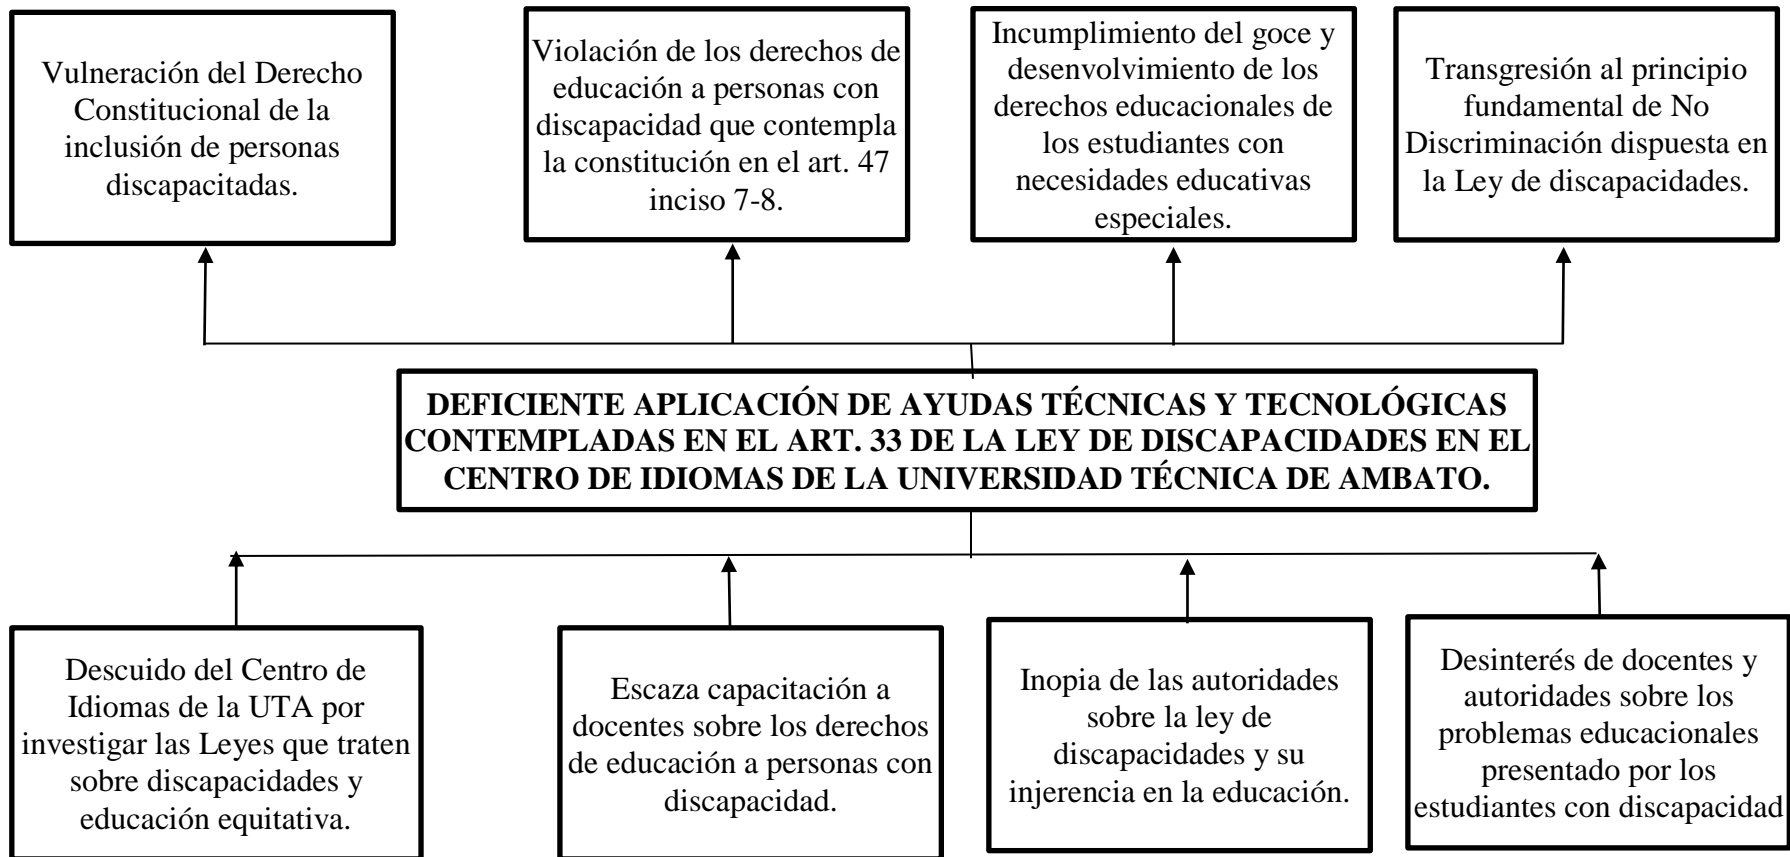 Vulneración del Derecho
Constitucional de la
inclusión de personas
discapacitadas.
Violación de los derechos de
educación a personas con
discapacidad que contempla
la constitución en el art. 47
inciso 7-8.
Incumplimiento del goce y
desenvolvimiento de los
derechos educacionales de
los estudiantes con
necesidades educativas
especiales.
Transgresión al principio
fundamental de No
Discriminación dispuesta en
la Ley de discapacidades.
DEFICIENTE APLICACIÓN DE AYUDAS TÉCNICAS Y TECNOLÓGICAS
CONTEMPLADAS EN EL ART. 33 DE LA LEY DE DISCAPACIDADES EN EL
CENTRO DE IDIOMAS DE LA UNIVERSIDAD TÉCNICA DE AMBATO.
Descuido del Centro de
Idiomas de la UTA por
investigar las Leyes que traten
sobre discapacidades y
educación equitativa.
Escaza capacitación a
docentes sobre los derechos
de educación a personas con
discapacidad.
Inopia de las autoridades
sobre la ley de
discapacidades y su
injerencia en la educación.
Desinterés de docentes y
autoridades sobre los
problemas educacionales
presentado por los
estudiantes con discapacidad